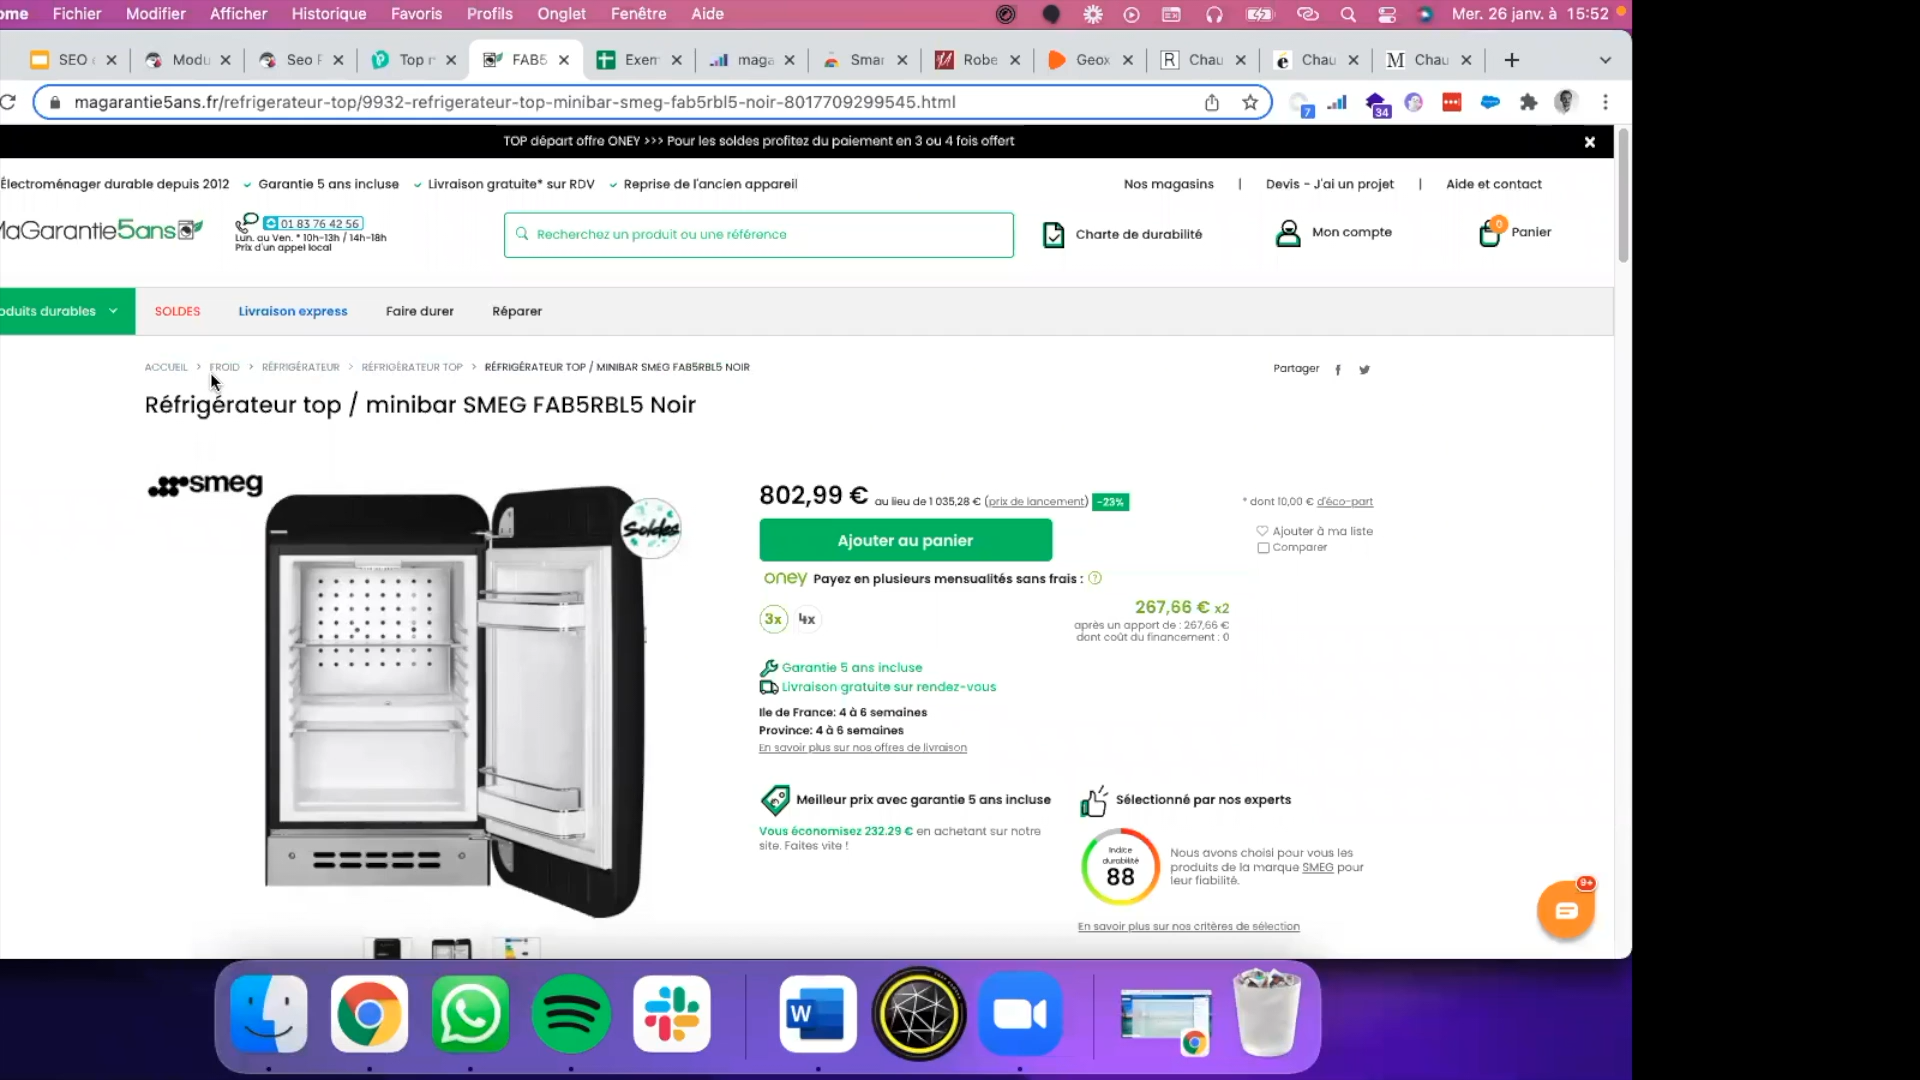 ome Fichier Modifier Afficher Historique Favoris Profils Onglet Fenêtre Aide Mer. 26 janv. à 15:52
SEO Modu Seo F Top r FAB5 Exem maga Smar Robe Geox R Chau é Chau M Chau
magarantie5ans.fr/refrigerateur-top/9932-refrigerateur-top-minibar-smeg-fab5rbl5-noir-8017709299545.html 7 34
TOP départ offre ONEY >>> Pour les soldes profitez du paiement en 3 ou 4 fois offert
Électroménager durable depuis 2012 Garantie 5 ans incluse Livraison gratuite* sur RDV Reprise de l'ancien appareil Nos magasins | Devis - J'ai un projet | Aide et contact
MaGarantie5ans
01 83 76 42 56
Lun. au Ven. * 10h-13h / 14h-18h
Prix d'un appel local
Recherchez un produit ou une référence
Charte de durabilité
Mon compte
0 Panier
oduits durables SOLDES Livraison express Faire durer Réparer
ACCUEIL > FROID > RÉFRIGÉRATEUR > RÉFRIGÉRATEUR TOP > RÉFRIGÉRATEUR TOP / MINIBAR SMEG FAB5RBL5 NOIR
Partager
Réfrigérateur top / minibar SMEG FAB5RBL5 Noir
smeg
Soldes
802,99 € au lieu de 1 035,28 € (prix de lancement) -23%
* dont 10,00 € d'éco-part
Ajouter au panier
Ajouter à ma liste
Comparer
oney Payez en plusieurs mensualités sans frais : ?
3x 4x
267,66 € x2
après un apport de : 267,66 €
dont coût du financement : 0
Garantie 5 ans incluse
Livraison gratuite sur rendez-vous
Ile de France: 4 à 6 semaines
Province: 4 à 6 semaines
En savoir plus sur nos offres de livraison
Meilleur prix avec garantie 5 ans incluse
Vous économisez 232.29 € en achetant sur notre
site. Faites vite !
Sélectionné par nos experts
Indice
durabilité
88
Nous avons choisi pour vous les
produits de la marque SMEG pour
leur fiabilité.
En savoir plus sur nos critères de sélection
9+
W